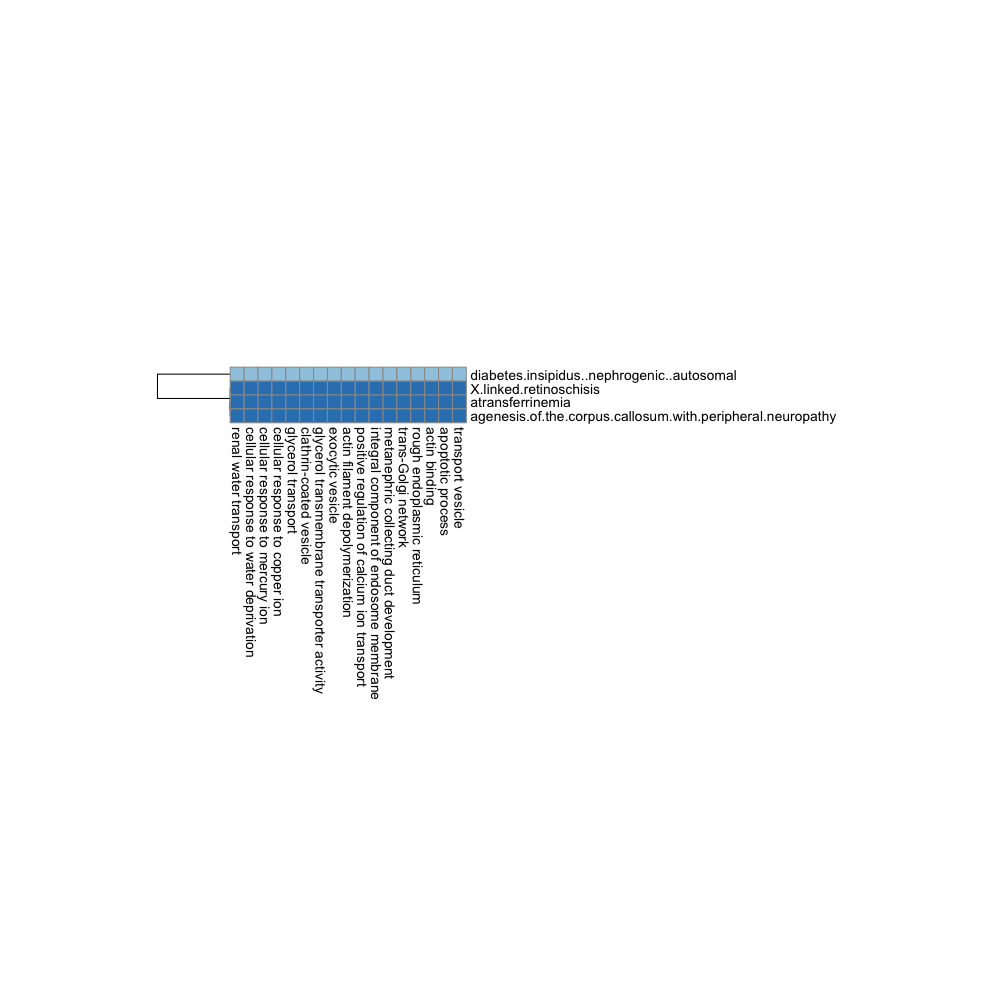 diabetes.insipidus..nephrogenic..autosomal
X.linked.retinoschisis
atransferrinemia
agenesis.of.the.corpus.callosum.with.peripheral.neuropathy
renal water transport
cellular response to water deprivation
cellular response to mercury ion
cellular response to copper ion
glycerol transport
clathrin-coated vesicle
glycerol transmembrane transporter activity
exocytic vesicle
actin filament depolymerization
positive regulation of calcium ion transport
integral component of endosome membrane
metanephric collecting duct development
trans-Golgi network
rough endoplasmic reticulum
actin binding
apoptotic process
transport vesicle